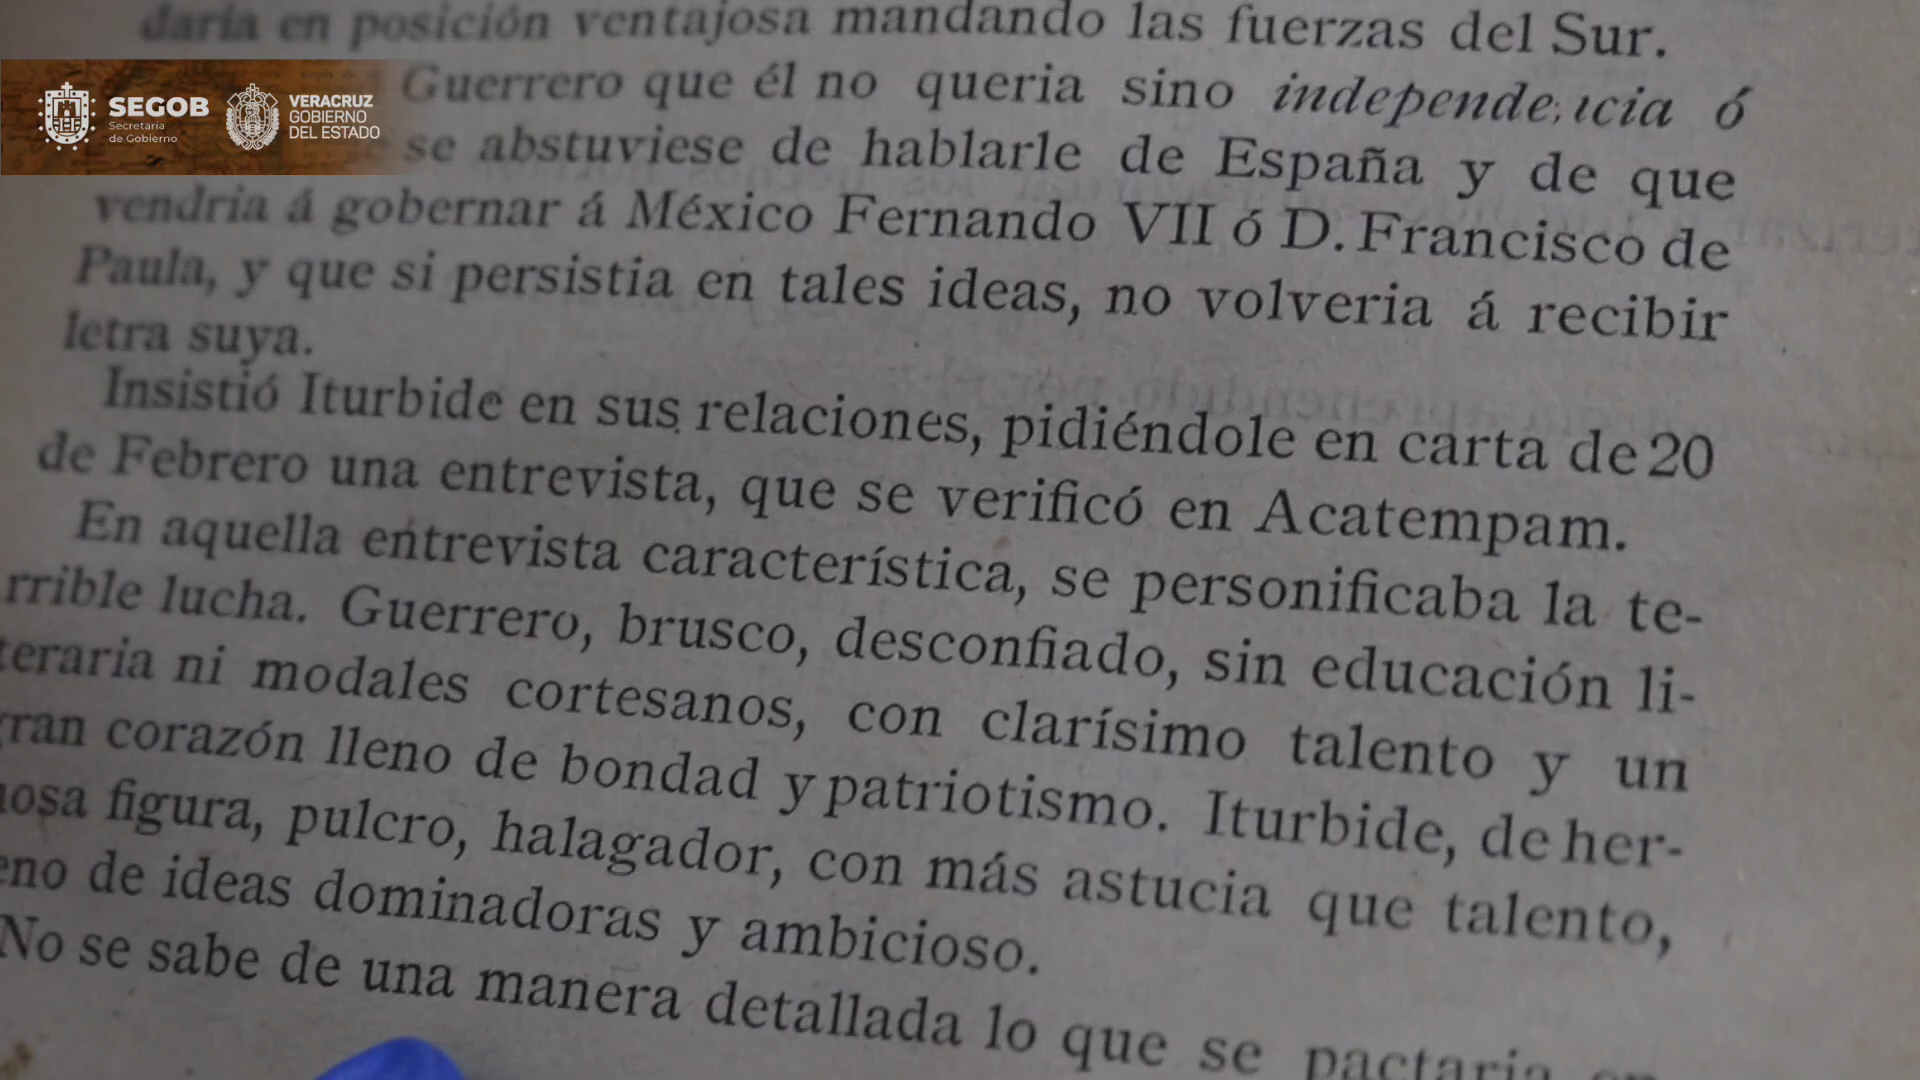 daria en posición ventajosa mandando las fuerzas del Sur.
Guerrero que él no queria sino independencia ó
se abstuviese de hablarle de España y de que
vendria á gobernar á México Fernando VII ó D. Francisco de
Paula, y que si persistia en tales ideas, no volveria á recibir
letra suya.
Insistió Iturbide en sus relaciones, pidiéndole en carta de 20
de Febrero una entrevista, que se verificó en Acatempam.
En aquella entrevista característica, se personificaba la te-
rrible lucha. Guerrero, brusco, desconfiado, sin educación li-
teraria ni modales cortesanos, con clarísimo talento y un
gran corazón lleno de bondad y patriotismo. Iturbide, de her-
mosa figura, pulcro, halagador, con más astucia que talento,
eno de ideas dominadoras y ambicioso.
No se sabe de una manera detallada lo que se pactaria en
SEGOB
Secretaría
de Gobierno
VERACRUZ
GOBIERNO
DEL ESTADO